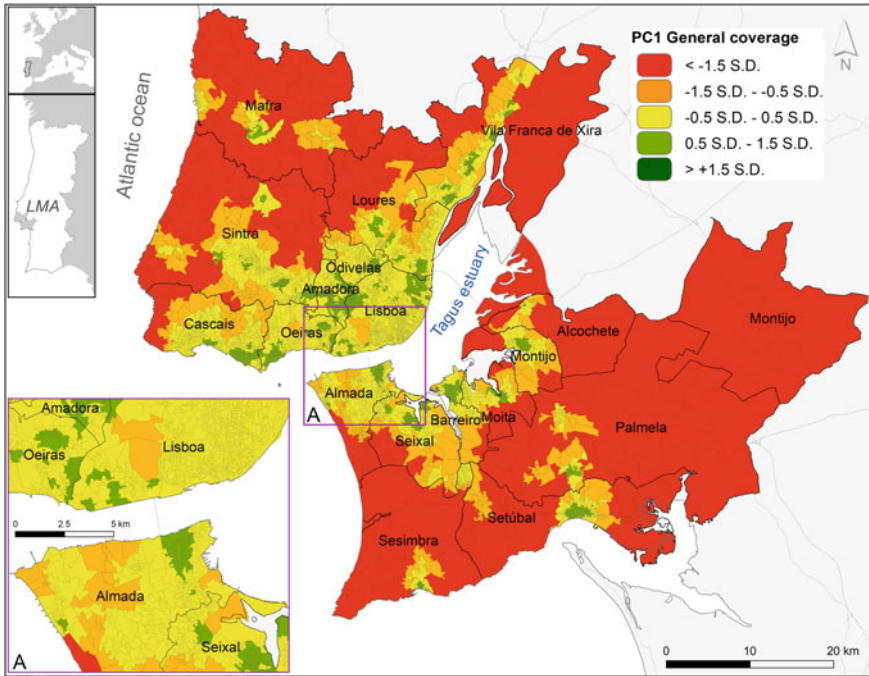 PC1 General coverage
< -1.5 S.D.
-1.5 S.D. - -0.5 S.D.
-0.5 S.D. - 0.5 S.D.
0.5 S.D. - 1.5 S.D.
> +1.5 S.D.
N
Atlantic ocean
LMA
Mafra
Vila Franca de Xira
Loures
Sintra
Odivelas
Amadora
Lisboa
Cascais
Oeiras
Tagus estuary
Montijo
Alcochete
Montijo
Almada
A
Barreiro
Moita
Seixal
Palmela
Setúbal
Sesimbra
Amadora
Lisboa
Oeiras
0 2.5 5 km
Almada
Seixal
A
0 10 20 km